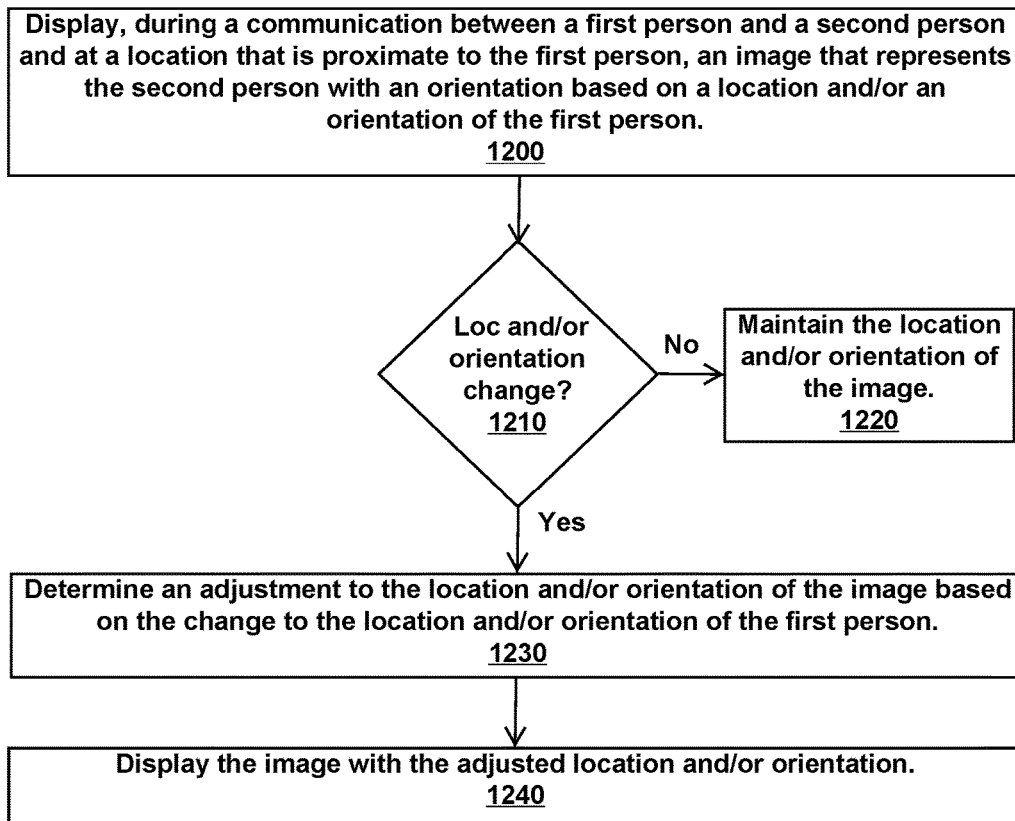 Display, during a communication between a first person and a second person
and at a location that is proximate to the first person, an image that represents
the second person with an orientation based on a location and/or an
orientation of the first person.
1200
Loc and/or
orientation
change?
1210
No
Maintain the location
and/or orientation of
the image.
1220
Yes
Determine an adjustment to the location and/or orientation of the image based
on the change to the location and/or orientation of the first person.
1230
Display the image with the adjusted location and/or orientation.
1240